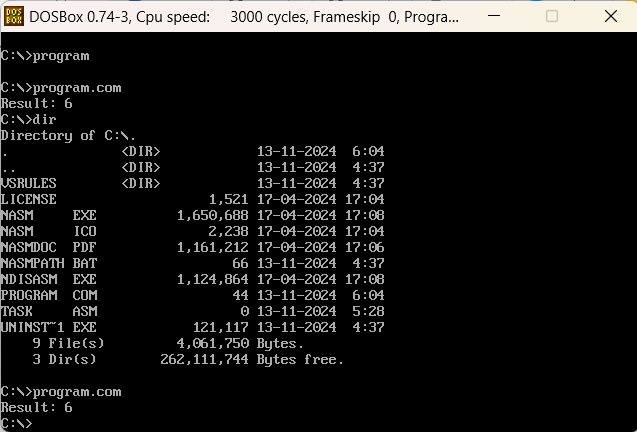 DOS BOX DOSBox 0.74-3, Cpu speed: 3000 cycles, Frameskip 0, Progra...
C:\>program
C:\>program.com
Result: 6
C:\>dir
Directory of C:\.
. <DIR> 13-11-2024 6:04
.. <DIR> 13-11-2024 4:37
VSRULES <DIR> 13-11-2024 4:37
LICENSE 1,521 17-04-2024 17:04
NASM EXE 1,650,688 17-04-2024 17:08
NASM ICO 2,238 17-04-2024 17:04
NASMDOC PDF 1,161,212 17-04-2024 17:06
NASMPATH BAT 66 13-11-2024 4:37
NDISASM EXE 1,124,864 17-04-2024 17:08
PROGRAM COM 44 13-11-2024 6:04
TASK ASM 0 13-11-2024 5:28
UNINST~1 EXE 121,117 13-11-2024 4:37
9 File(s) 4,061,750 Bytes.
3 Dir(s) 262,111,744 Bytes free.
C:\>program.com
Result: 6
C:\>